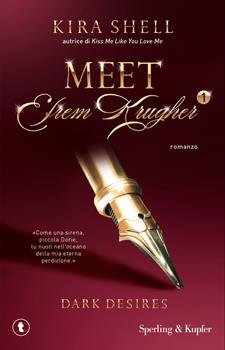 KIRA SHELL
autrice di Kiss Me Like You Love Me
MEET
Efrem Krugher 1
romanzo
«Come una sirena,
piccola Dorie,
tu nuoti nell'oceano
della mia eterna
perdizione.»
DARK DESIRES
Sperling & Kupfer